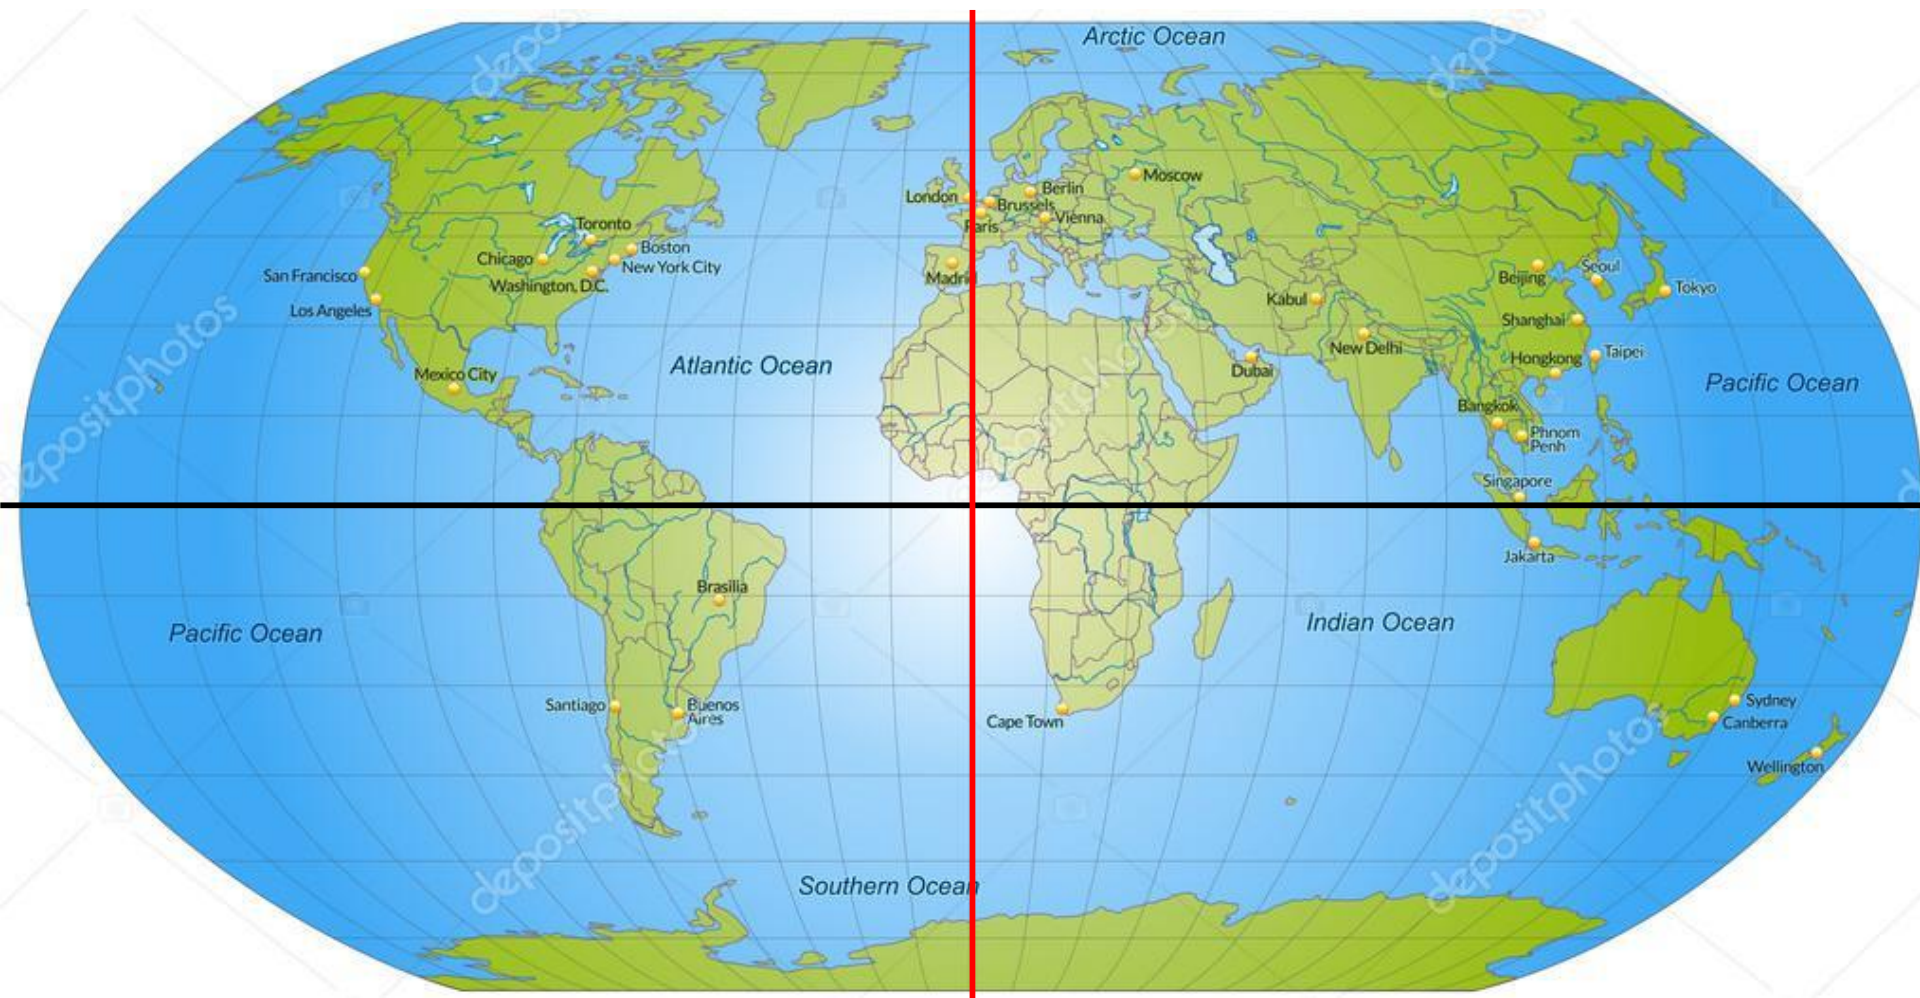 Arctic Ocean
Moscow
London
Berlin
Brussels
Paris
Vienna
Toronto
Boston
Chicago
New York City
San Francisco
Washington, D.C.
Madrid
Los Angeles
Beijing
Seoul
Tokyo
Kabul
Shanghai
New Delhi
Hongkong
Taipei
Atlantic Ocean
Dubai
Mexico City
Pacific Ocean
Bangkok
Phnom
Penh
Singapore
Jakarta
Brasilia
Pacific Ocean
Indian Ocean
Santiago
Buenos
Aires
Cape Town
Sydney
Canberra
Wellington
Southern Ocean
depositphotos
depositphotos
depositphotos
depositphotos